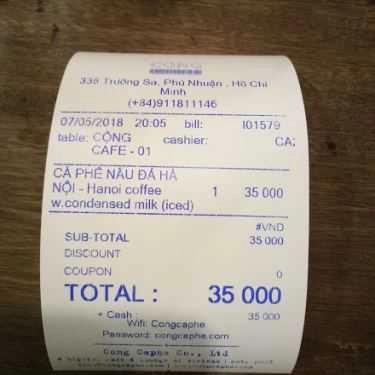 CONG
335 Trường Sa, Phú Nhuận , Hồ Chí
Minh
(+84)911811146
07/05/2018 20:05 bill: I01579
table: CỘNG cashier: CA
CAFE - 01
CÀ PHÊ NÂU ĐÁ HÀ
NỘI - Hanoi coffee 1 35 000
w.condensed milk (iced)
#VND
SUB-TOTAL 35 000
DISCOUNT
COUPON 0
TOTAL : 35 000
+ Cash 35 000
Wifi: Congcaphe
Password: congcaphe.com
Cong Caphe Co., Ltd